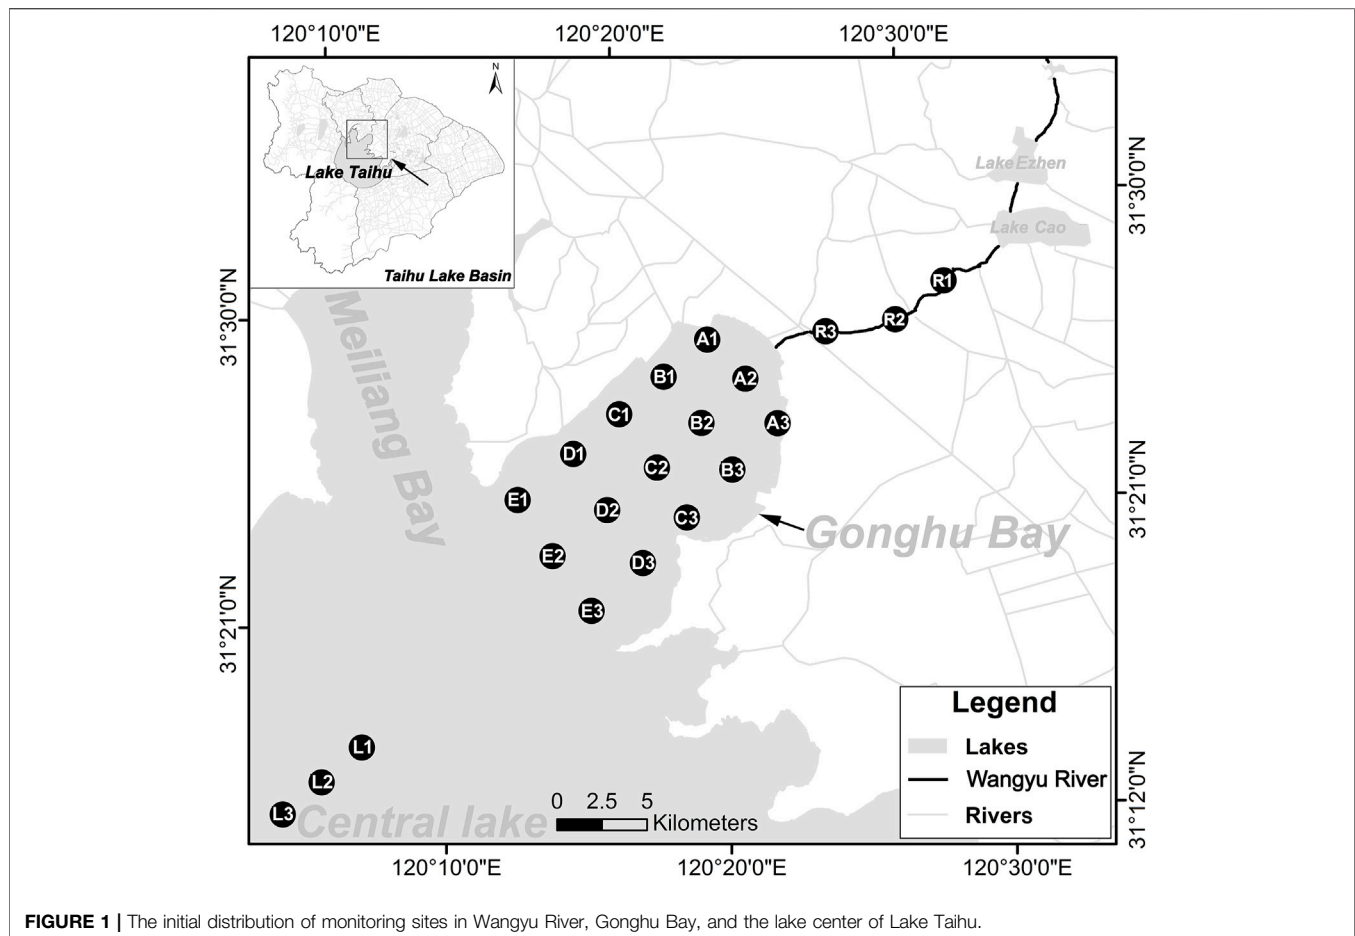 120°10'0"E
120°20'0"E
120°30'0"E
N
Lake Taihu
Taihu Lake Basin
Lake Ezhen
Lake Cao
31°30'0"N
31°30'0"N
R1
R2
R3
Meiliang Bay
A1
B1
A2
C1
B2
A3
D1
C2
B3
E1
D2
C3
31°21'0"N
Gonghu Bay
E2
D3
E3
31°21'0"N
L1
L2
L3
Central lake
0 2.5 5
Kilometers
Legend
Lakes
Wangyu River
Rivers
31°12'0"N
120°10'0"E
120°20'0"E
120°30'0"E
FIGURE 1 | The initial distribution of monitoring sites in Wangyu River, Gonghu Bay, and the lake center of Lake Taihu.